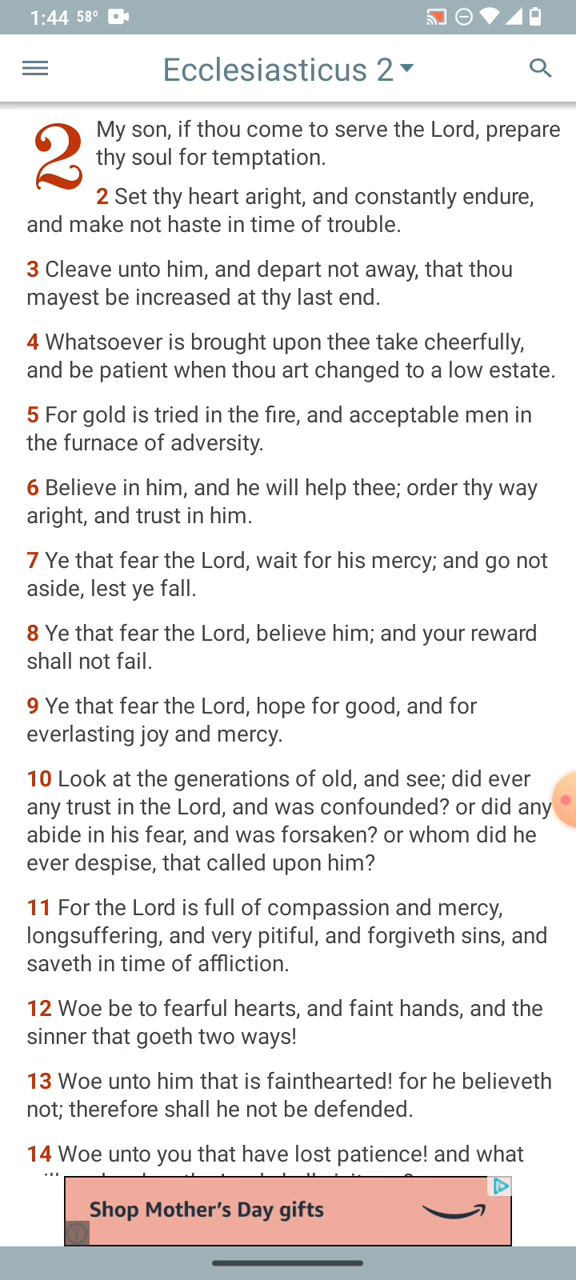 1:44 58°
Ecclesiasticus 2
2 My son, if thou come to serve the Lord, prepare
thy soul for temptation.
2 Set thy heart aright, and constantly endure,
and make not haste in time of trouble.
3 Cleave unto him, and depart not away, that thou
mayest be increased at thy last end.
4 Whatsoever is brought upon thee take cheerfully,
and be patient when thou art changed to a low estate.
5 For gold is tried in the fire, and acceptable men in
the furnace of adversity.
6 Believe in him, and he will help thee; order thy way
aright, and trust in him.
7 Ye that fear the Lord, wait for his mercy; and go not
aside, lest ye fall.
8 Ye that fear the Lord, believe him; and your reward
shall not fail.
9 Ye that fear the Lord, hope for good, and for
everlasting joy and mercy.
10 Look at the generations of old, and see; did ever
any trust in the Lord, and was confounded? or did any
abide in his fear, and was forsaken? or whom did he
ever despise, that called upon him?
11 For the Lord is full of compassion and mercy,
longsuffering, and very pitiful, and forgiveth sins, and
saveth in time of affliction.
12 Woe be to fearful hearts, and faint hands, and the
sinner that goeth two ways!
13 Woe unto him that is fainthearted! for he believeth
not; therefore shall he not be defended.
14 Woe unto you that have lost patience! and what
Shop Mother's Day gifts